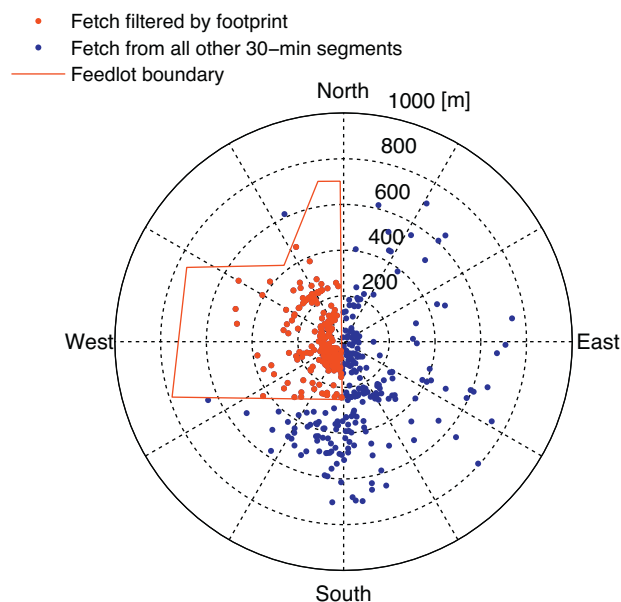 Fetch filtered by footprint
Fetch from all other 30−min segments
Feedlot boundary
North
1000 [m]
800
600
400
200
West
East
South